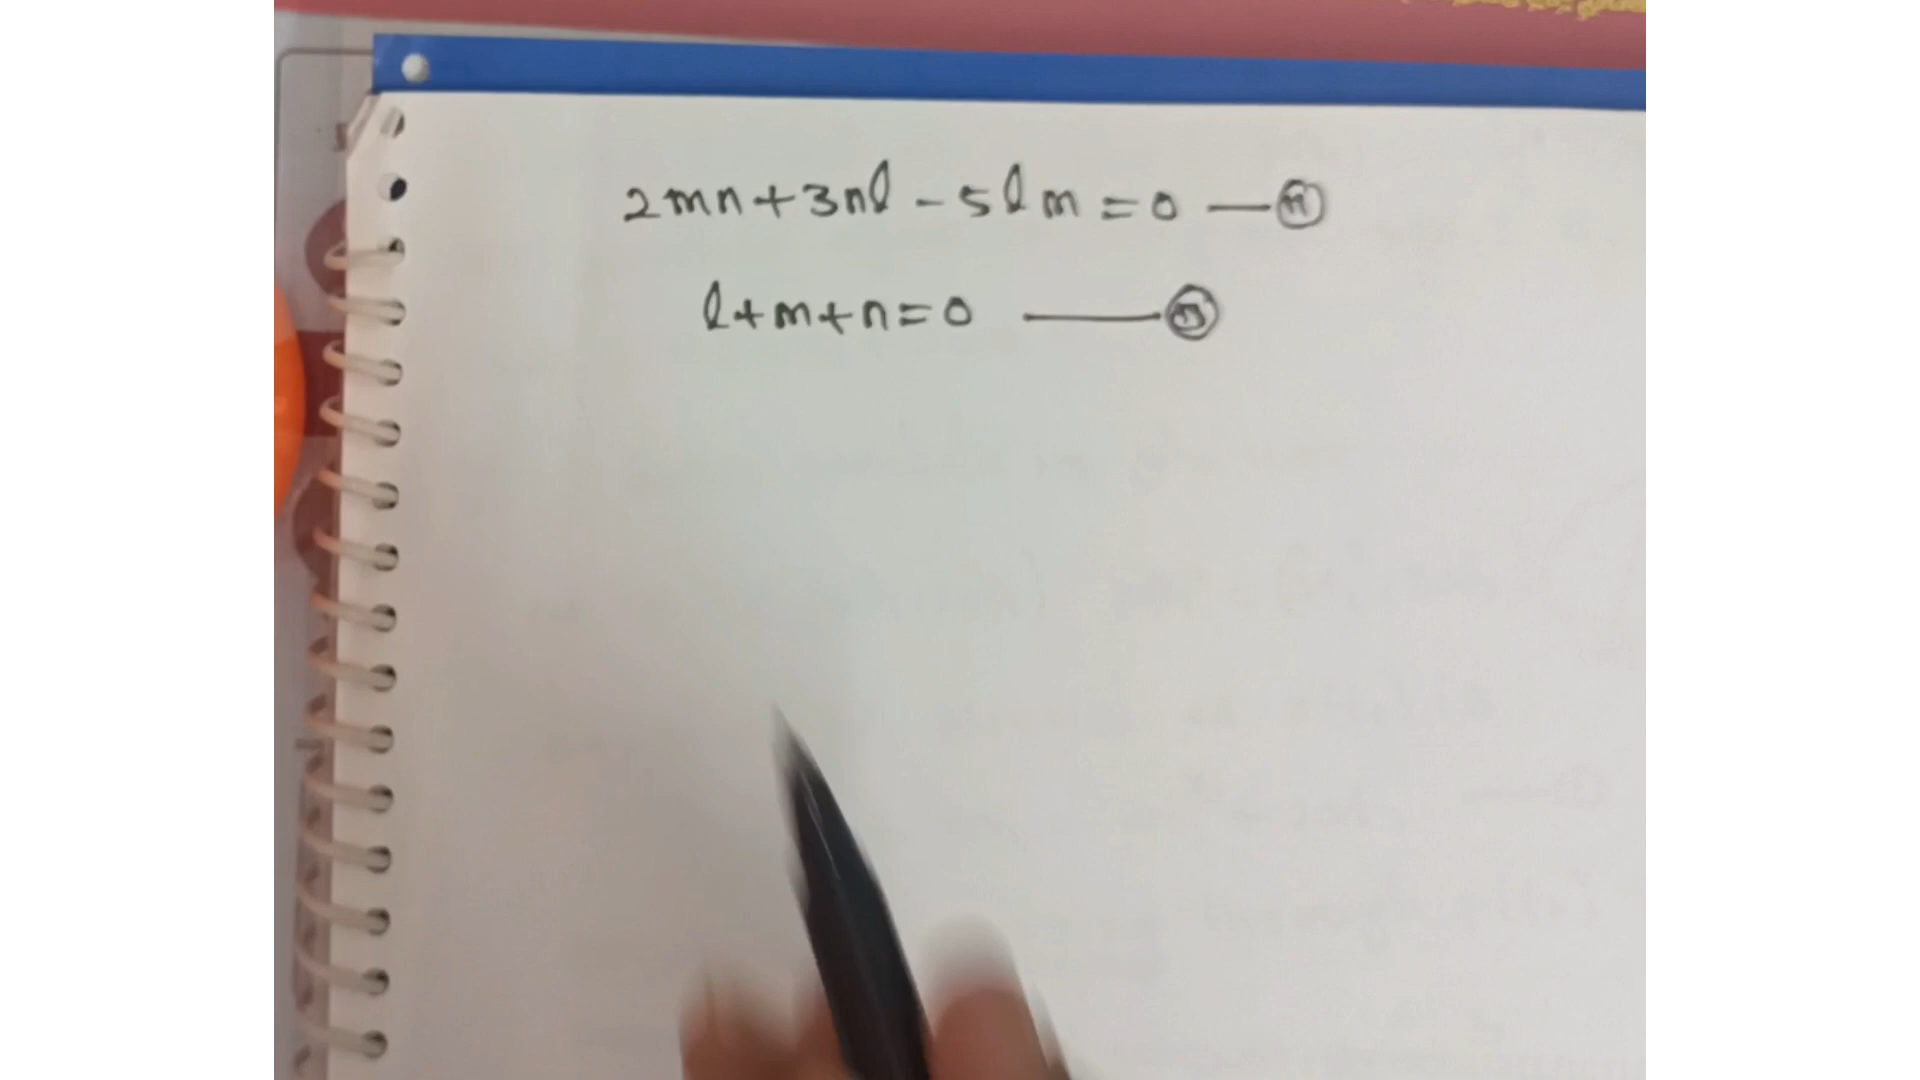 2mn+3nl-5lm=0 —
l+m+n=0 —